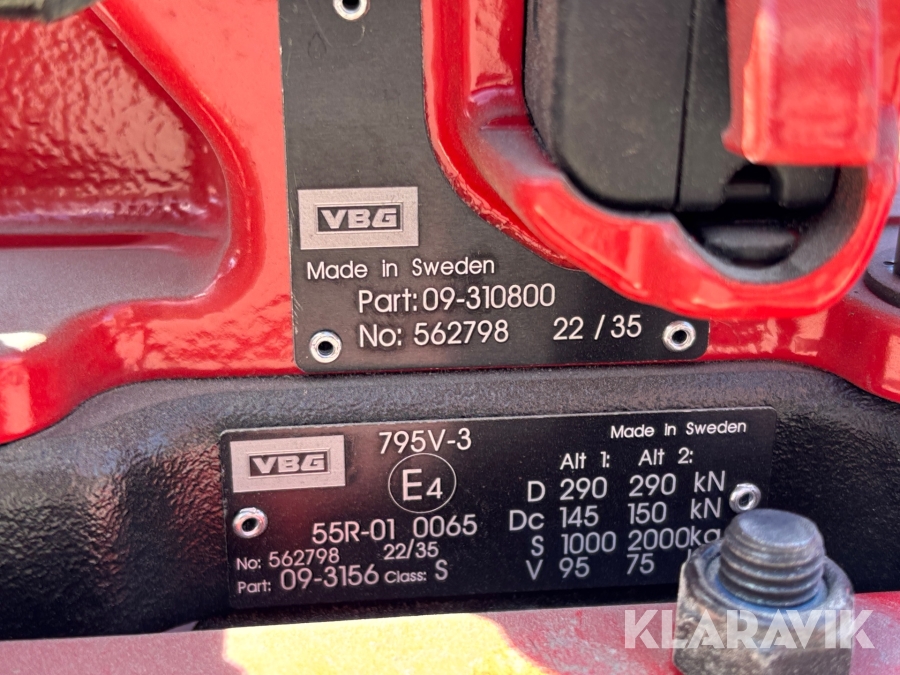 VBG
Made in Sweden
Part: 09-310800
No: 562798 22/35
VBG
795V-3
Made in Sweden
E4
55R-01 0065
No: 562798 22/35
Part: 09-3156 Class: S
Alt 1: Alt 2:
D 290 290 kN
Dc 145 150 kN
S 1000 2000kg
V 95 75
KLARAVIK